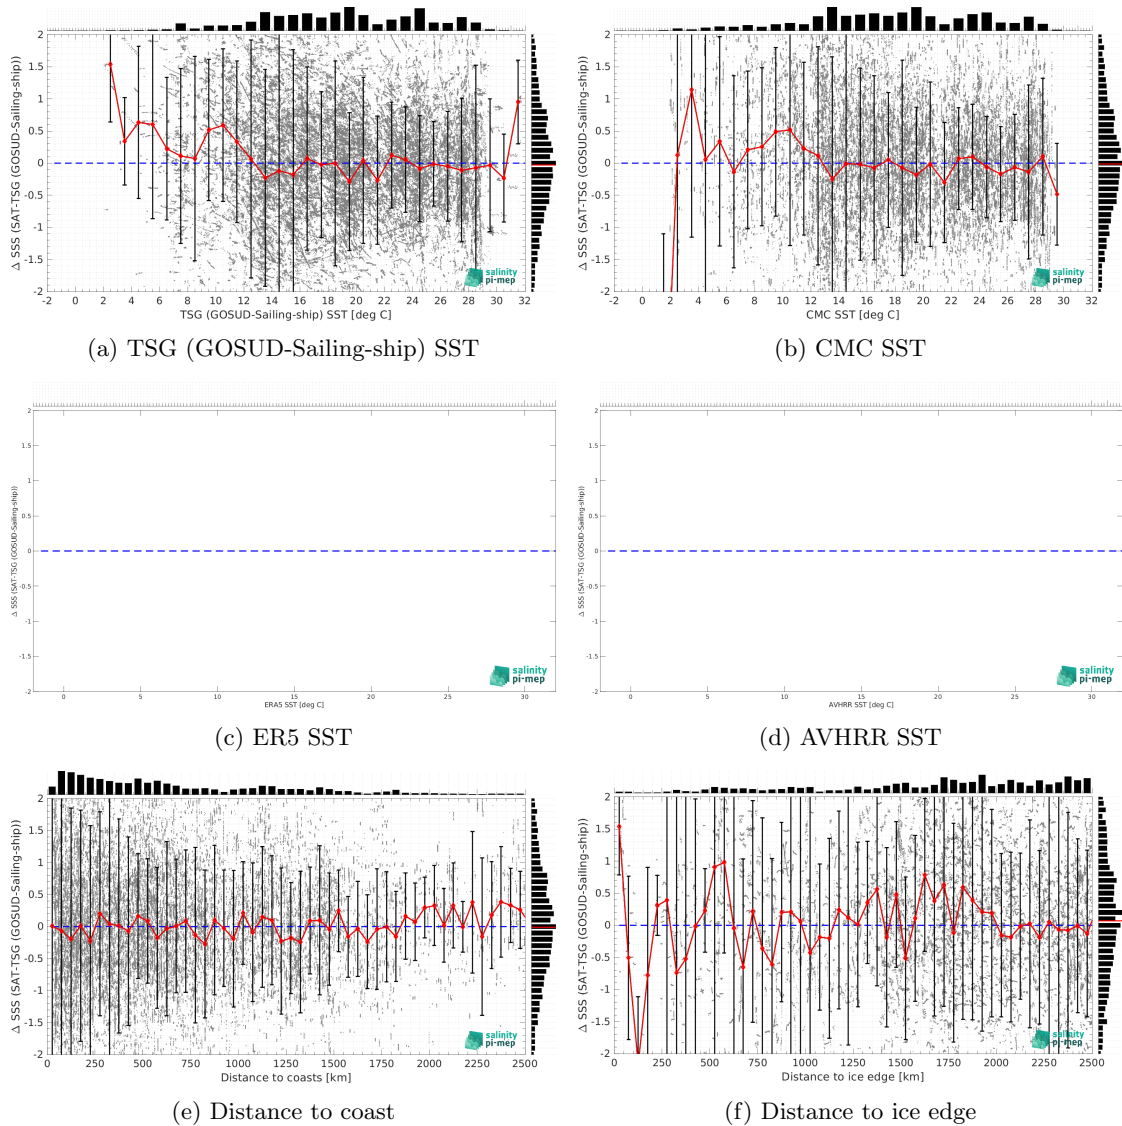 2
1.5
1
0.5
0
-0.5
-1
-1.5
-2
Δ SSS (SAT-TSG (GOSUD-Sailing-ship))
salinity
pi-mep
-2 0 2 4 6 8 10 12 14 16 18 20 22 24 26 28 30 32
TSG (GOSUD-Sailing-ship) SST [deg C]
(a) TSG (GOSUD-Sailing-ship) SST
2
1.5
1
0.5
0
-0.5
-1
-1.5
-2
Δ SSS (SAT-TSG (GOSUD-Sailing-ship))
salinity
pi-mep
-2 0 2 4 6 8 10 12 14 16 18 20 22 24 26 28 30 32
CMC SST [deg C]
(b) CMC SST
2
1.5
1
0.5
0
-0.5
-1
-1.5
-2
Δ SSS (SAT-TSG (GOSUD-Sailing-ship))
salinity
pi-mep
0 5 10 15 20 25 30
ERA5 SST [deg C]
(c) ER5 SST
2
1.5
1
0.5
0
-0.5
-1
-1.5
-2
Δ SSS (SAT-TSG (GOSUD-Sailing-ship))
salinity
pi-mep
0 5 10 15 20 25 30
AVHRR SST [deg C]
(d) AVHRR SST
2
1.5
1
0.5
0
-0.5
-1
-1.5
-2
Δ SSS (SAT-TSG (GOSUD-Sailing-ship))
salinity
pi-mep
0 250 500 750 1000 1250 1500 1750 2000 2250 2500
Distance to coasts [km]
(e) Distance to coast
2
1.5
1
0.5
0
-0.5
-1
-1.5
-2
Δ SSS (SAT-TSG (GOSUD-Sailing-ship))
salinity
pi-mep
0 250 500 750 1000 1250 1500 1750 2000 2250 2500
Distance to ice edge [km]
(f) Distance to ice edge